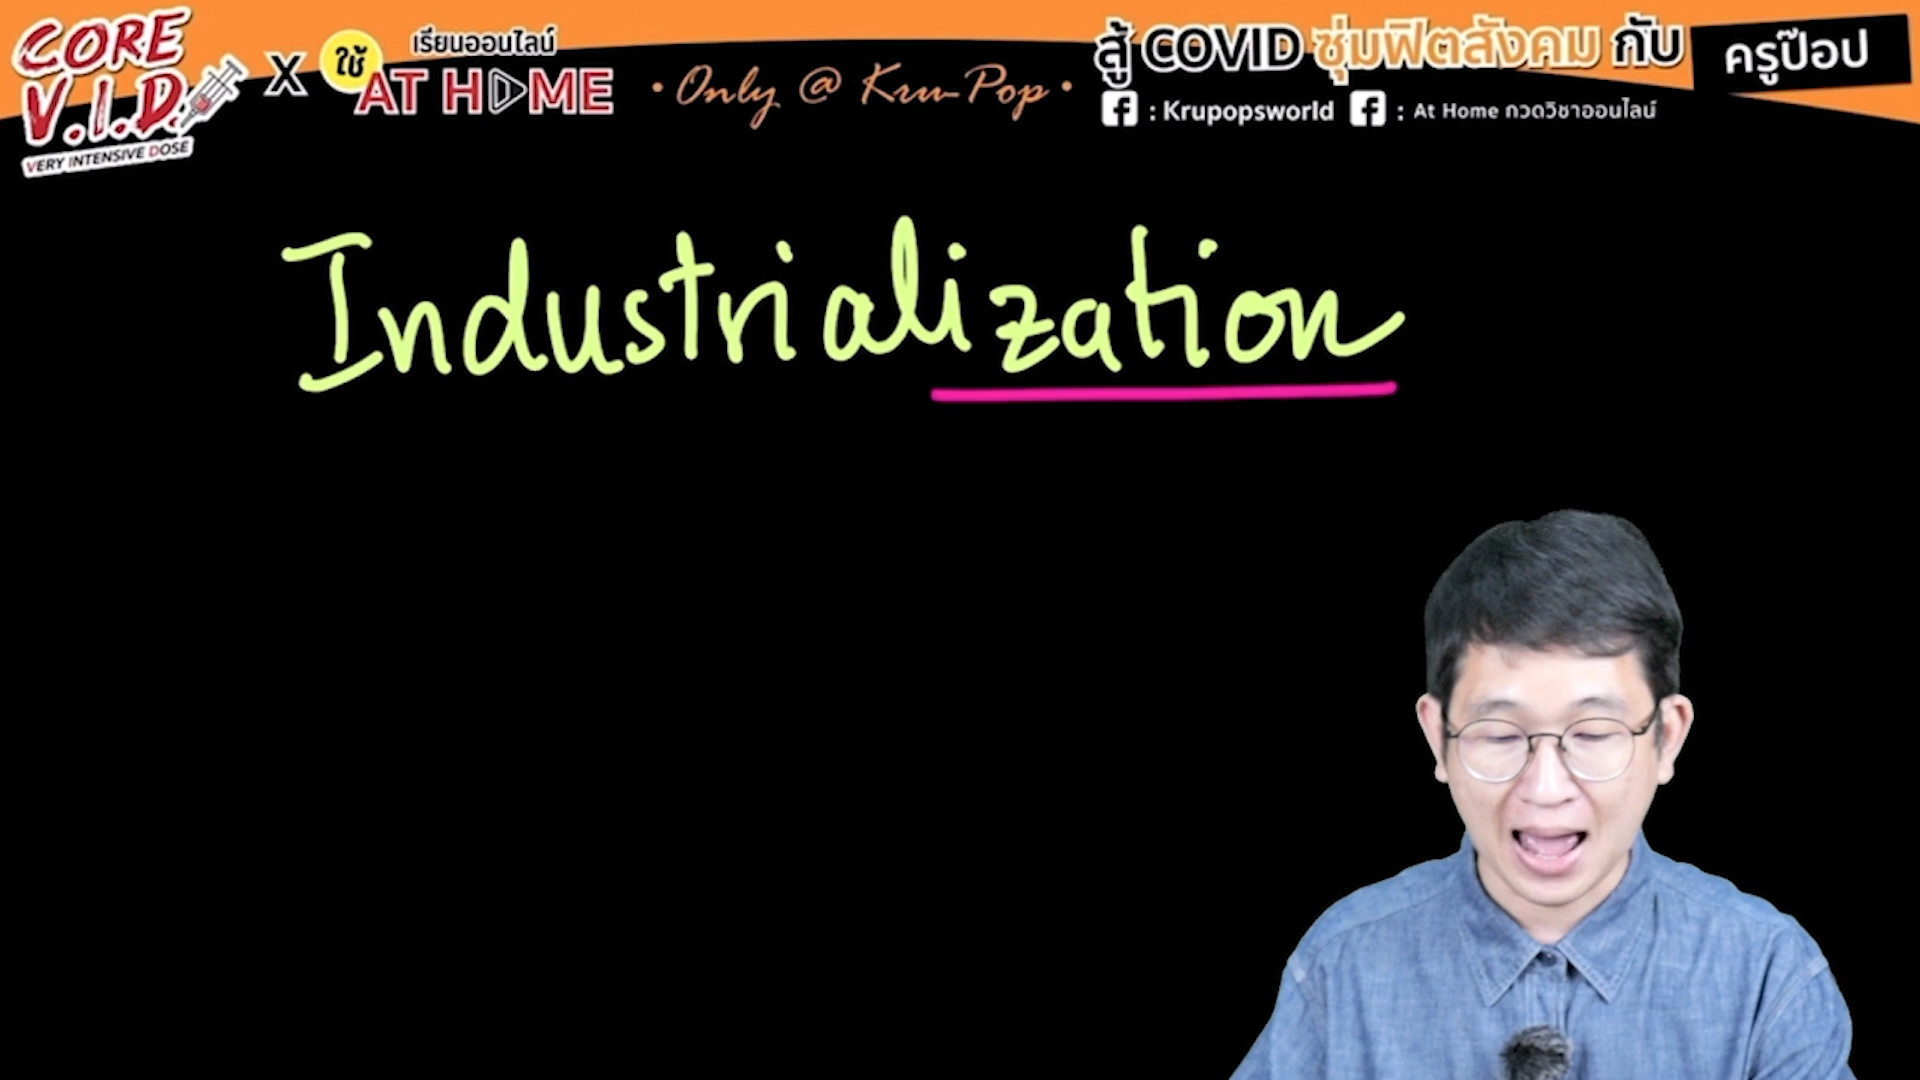 CORE
V.I.D.
VERY INTENSIVE DOSE
X
ใช้
เรียนออนไลน์
AT HOME
• Only @ Kru-Pop •
สู้ COVID ซุ่มฟิตสังคม กับ ครูป๊อป
: Krupopsworld : At Home กวดวิชาออนไลน์
Industrialization